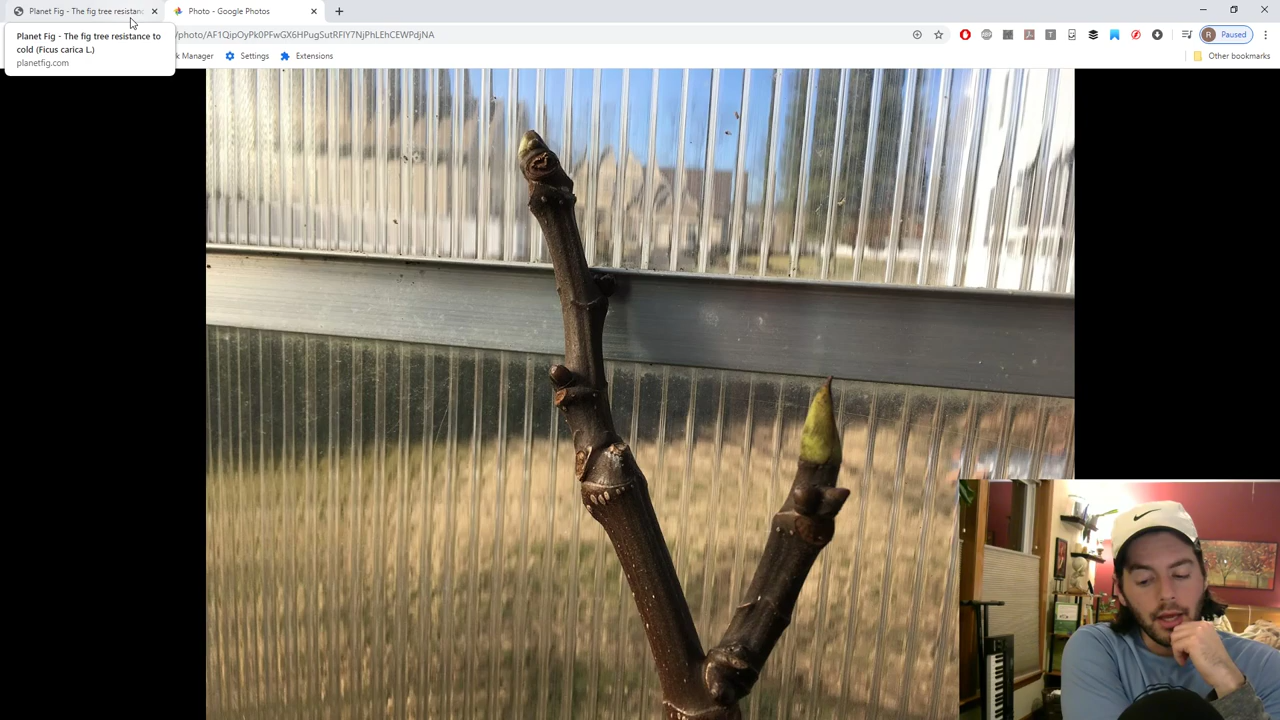 Planet Fig - The fig tree resistanc
Photo - Google Photos
Planet Fig - The fig tree resistance to
cold (Ficus carica L.)
planetfig.com
/photo/AF1QipOyPk0PFwGX6HPugSutRFIY7NjPhLEhCEWPdjNA
R Paused
k Manager
Settings
Extensions
Other bookmarks